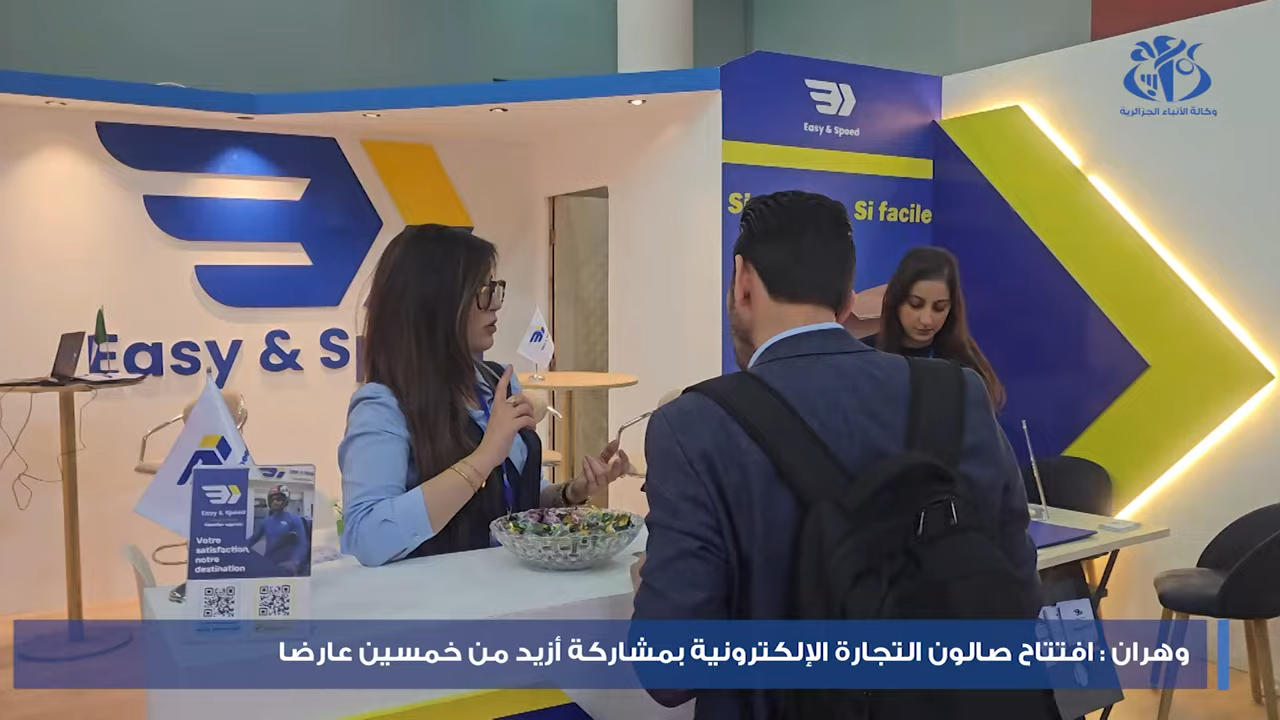 وكالة الأنباء الجزائرية
Easy & Speed
Si facile
Easy & S
Easy & Speed
Votre
satisfaction,
notre
destination
وهران : افتتاح صالون التجارة الإلكترونية بمشاركة أزيد من خمسين عارضا